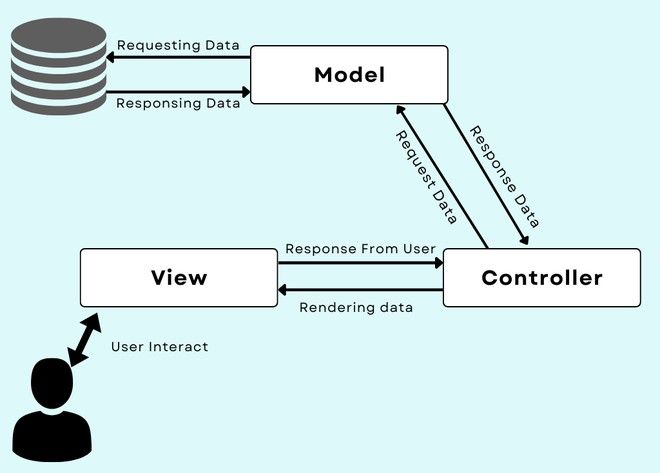 Requesting Data
Model
Responsing Data
Request Data
Response Data
Response From User
View
Controller
Rendering data
User Interact